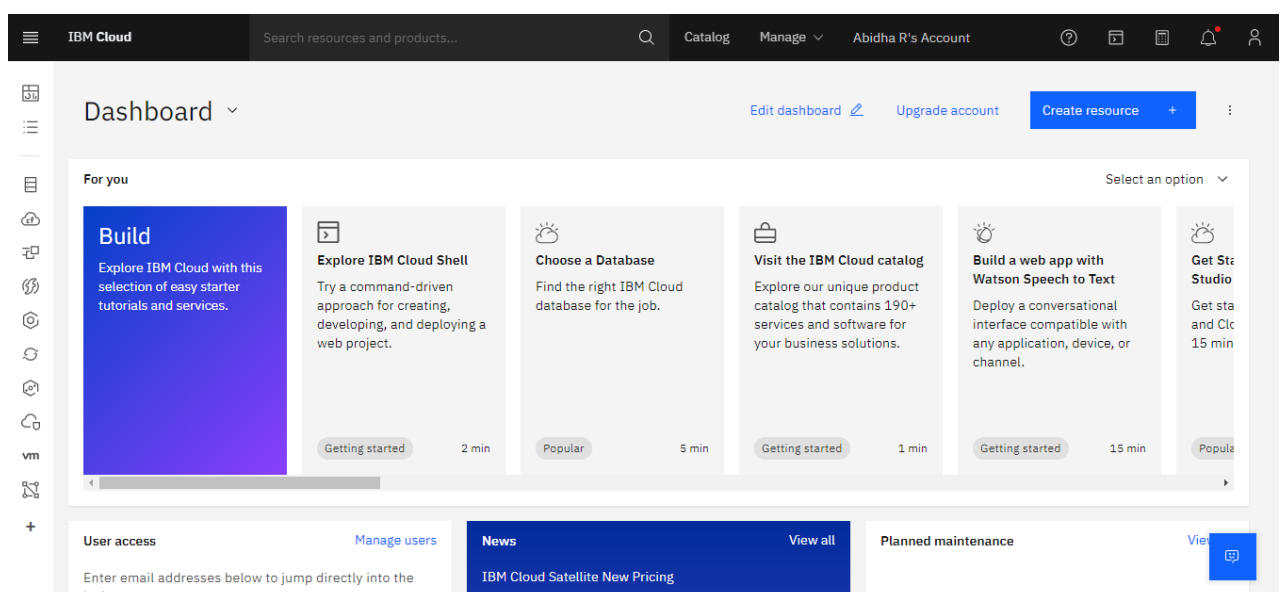 IBM Cloud
Search resources and products...
Catalog
Manage
Abidha R's Account
Dashboard
Edit dashboard
Upgrade account
Create resource +
For you
Select an option
Build
Explore IBM Cloud with this
selection of easy starter
tutorials and services.
Explore IBM Cloud Shell
Try a command-driven
approach for creating,
developing, and deploying a
web project.
Getting started
2 min
Choose a Database
Find the right IBM Cloud
database for the job.
Popular
5 min
Visit the IBM Cloud catalog
Explore our unique product
catalog that contains 190+
services and software for
your business solutions.
Getting started
1 min
Build a web app with
Watson Speech to Text
Deploy a conversational
interface compatible with
any application, device, or
channel.
Getting started
15 min
Get
Studio
Get
and
15 min
vm
+
User access
Manage users
Enter email addresses below to jump directly into the
News
View all
IBM Cloud Satellite New Pricing
Planned maintenance